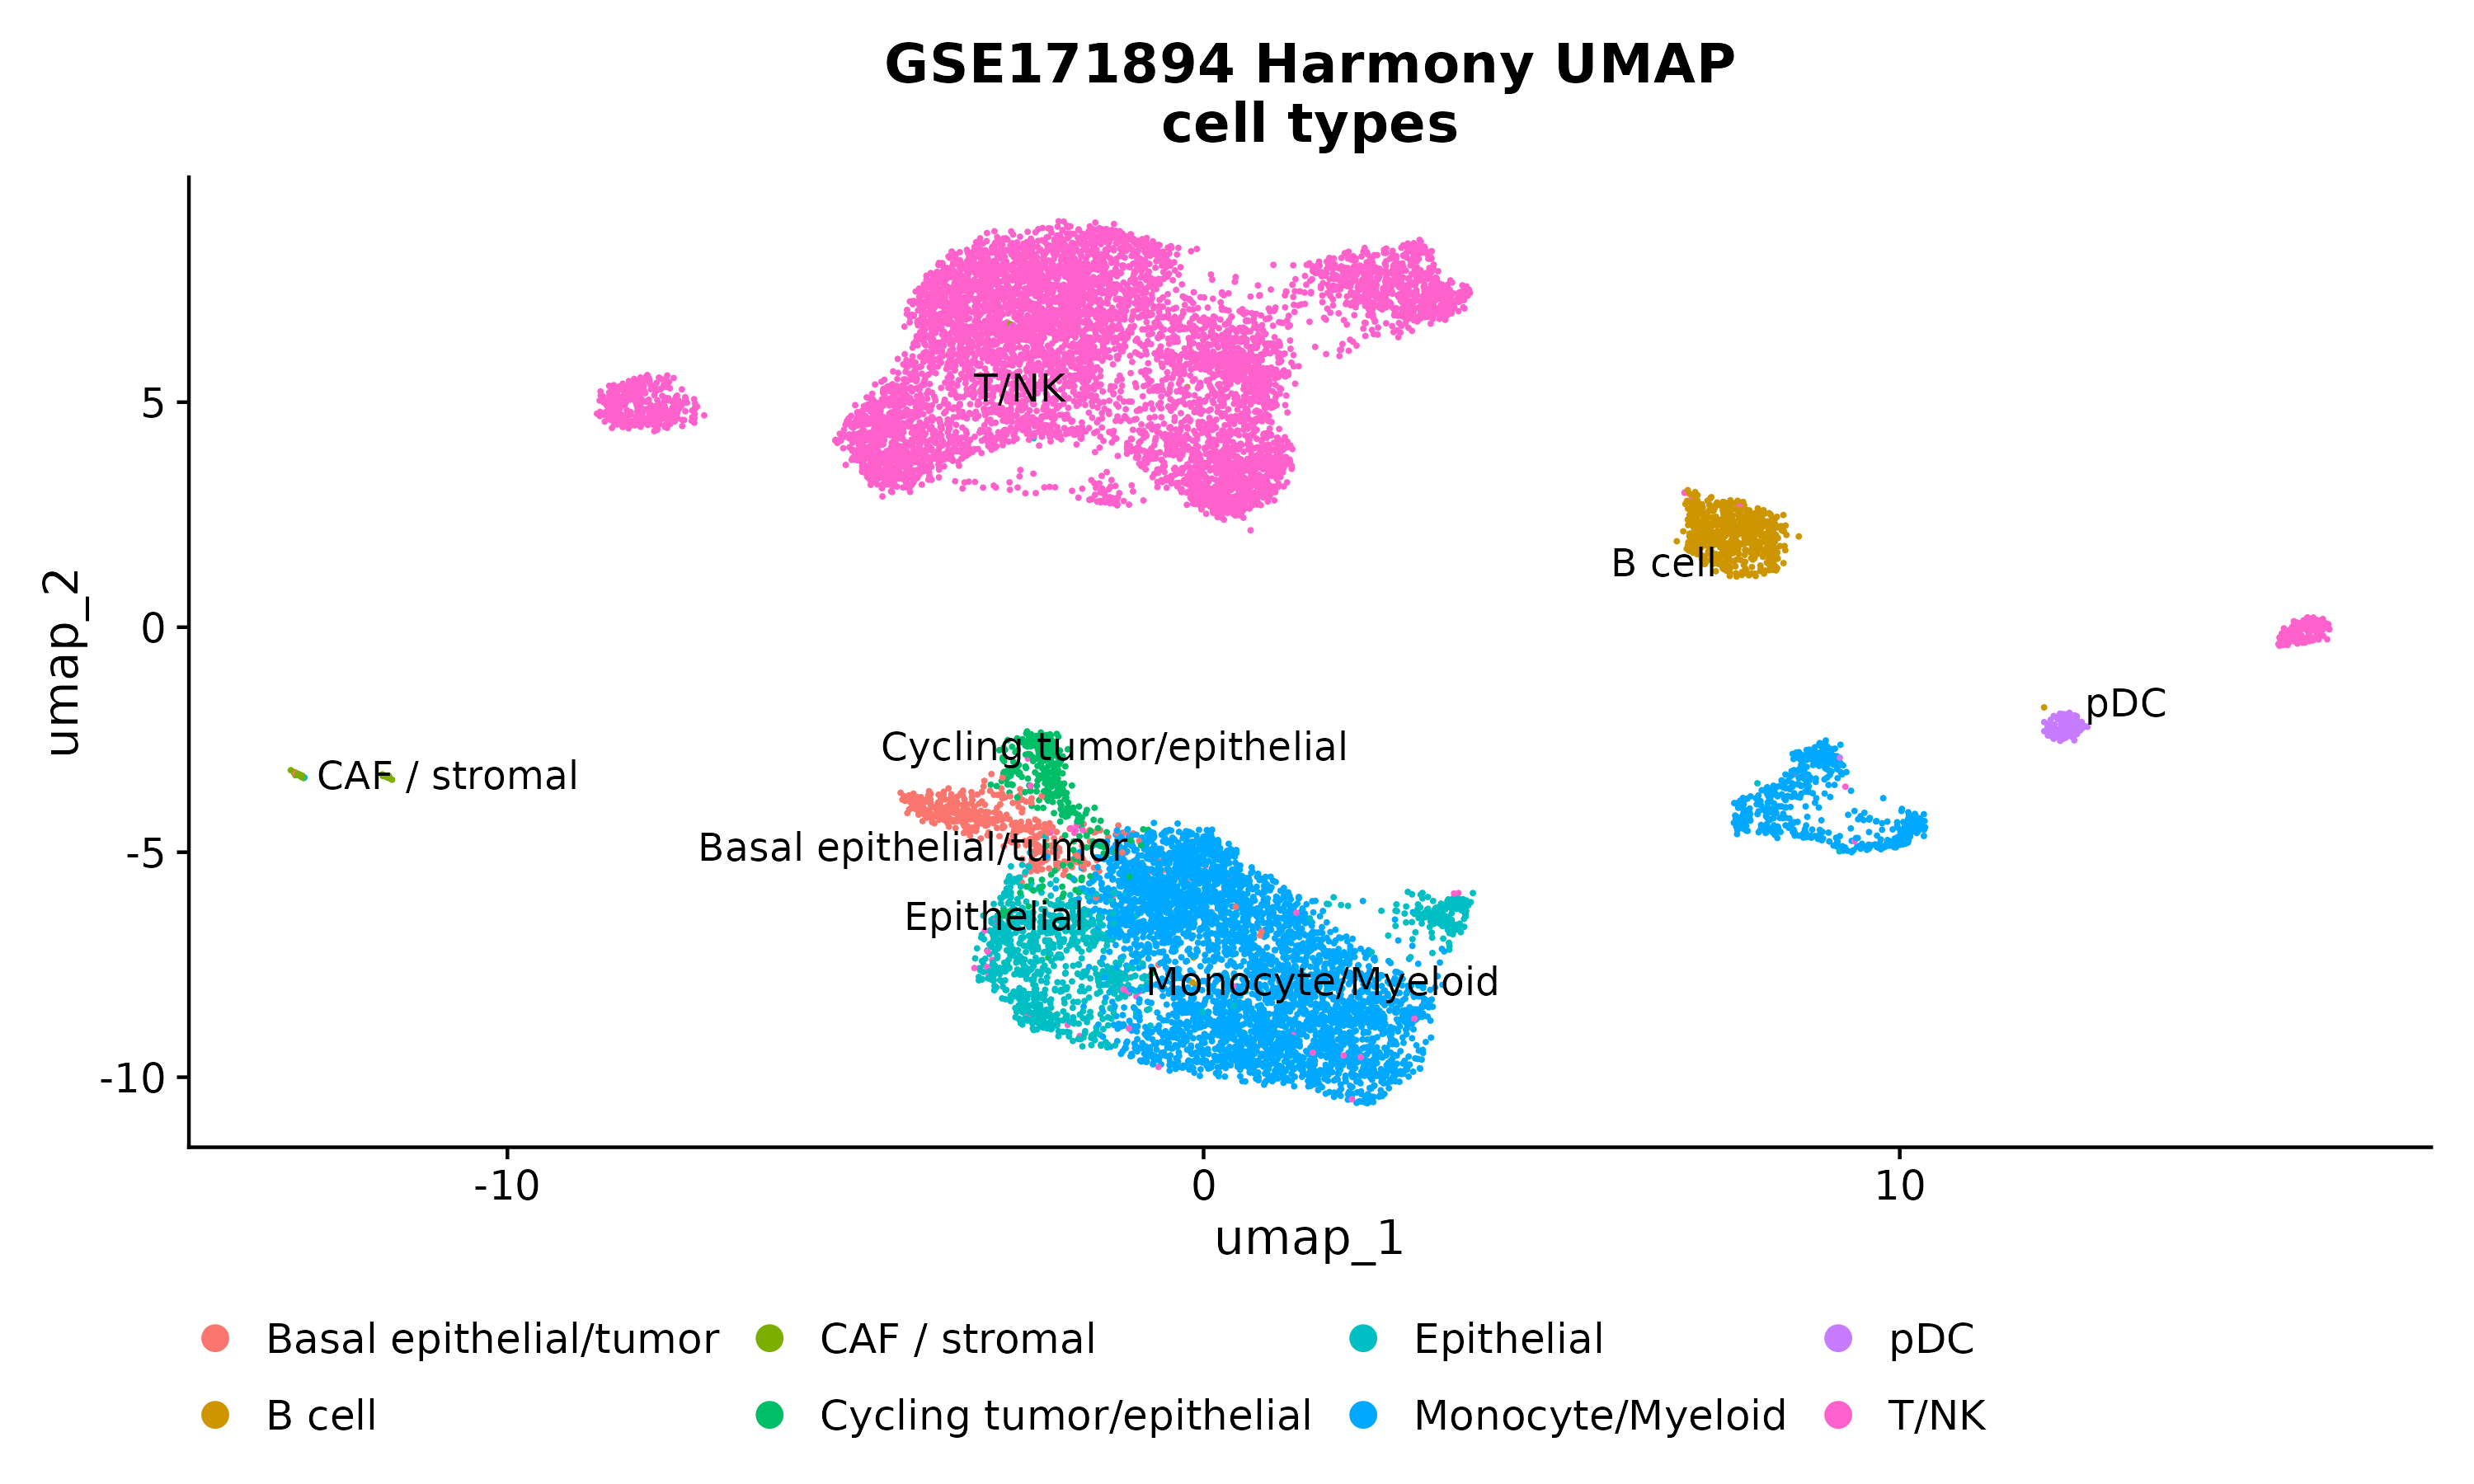 GSE171894 Harmony UMAP
cell types
umap_2
5
0
-5
-10
T/NK
B cell
pDC
Cycling tumor/epithelial
CAF / stromal
Basal epithelial/tumor
Epithelial
Monocyte/Myeloid
-10
0
10
umap_1
Basal epithelial/tumor
CAF / stromal
Epithelial
pDC
B cell
Cycling tumor/epithelial
Monocyte/Myeloid
T/NK